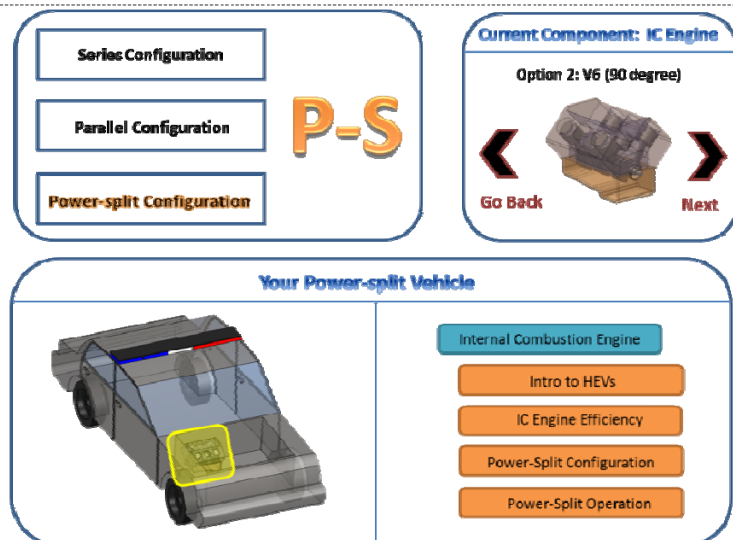 Series Configuration
Parallel Configuration
Power-split Configuration
P-S
Current Component: IC Engine
Option 2: V6 (90 degree)
Go Back
Next
Your Power-split Vehicle
Internal Combustion Engine
Intro to HEVs
IC Engine Efficiency
Power-Split Configuration
Power-Split Operation